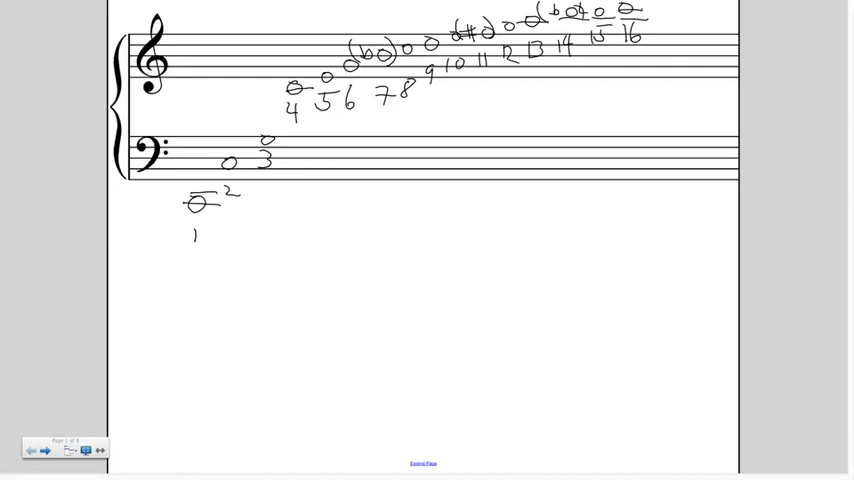 (b o)
(b o) (#)
4 5 6 7 8 9 10 11 12 13 14 15 16
3
2
1
Page 1 of 8
Extend Page